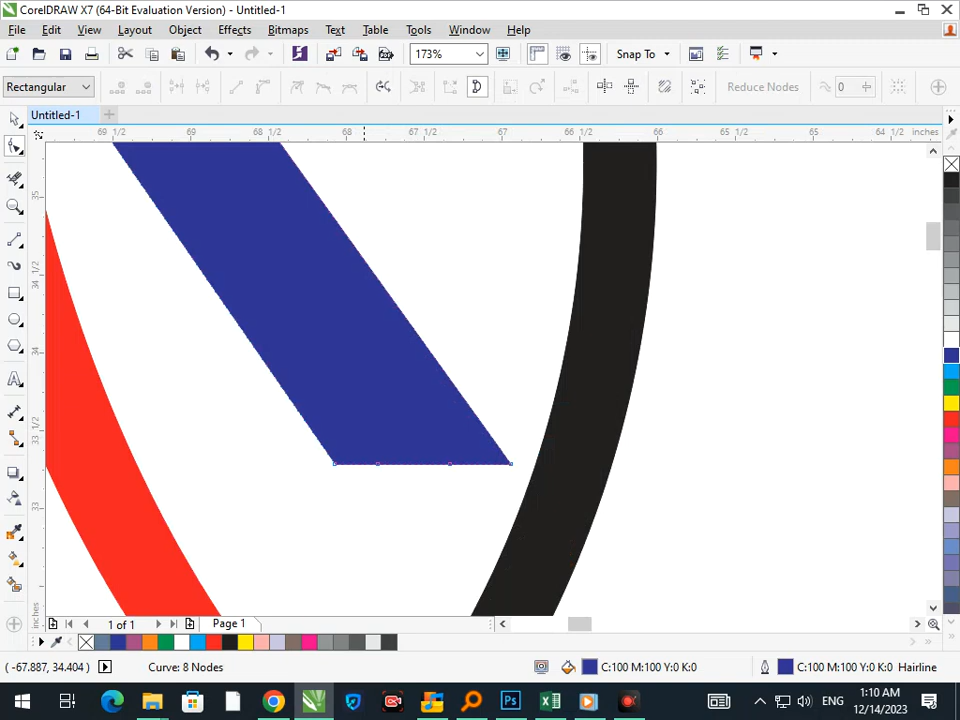 CorelDRAW X7 (64-Bit Evaluation Version) - Untitled-1
File Edit View Layout Object Effects Bitmaps Text Table Tools Window Help
173% Snap To
Rectangular Reduce Nodes 0
Untitled-1
69 1/2 69 68 1/2 68 67 1/2 67 66 1/2 66 65 1/2 65 64 1/2 inches
35
34 1/2
34
33 1/2
33
inches
1 of 1 Page 1
(-67.887, 34.404) Curve: 8 Nodes C:100 M:100 Y:0 K:0 C:100 M:100 Y:0 K:0 Hairline
Ps ENG 1:10 AM
12/14/2023